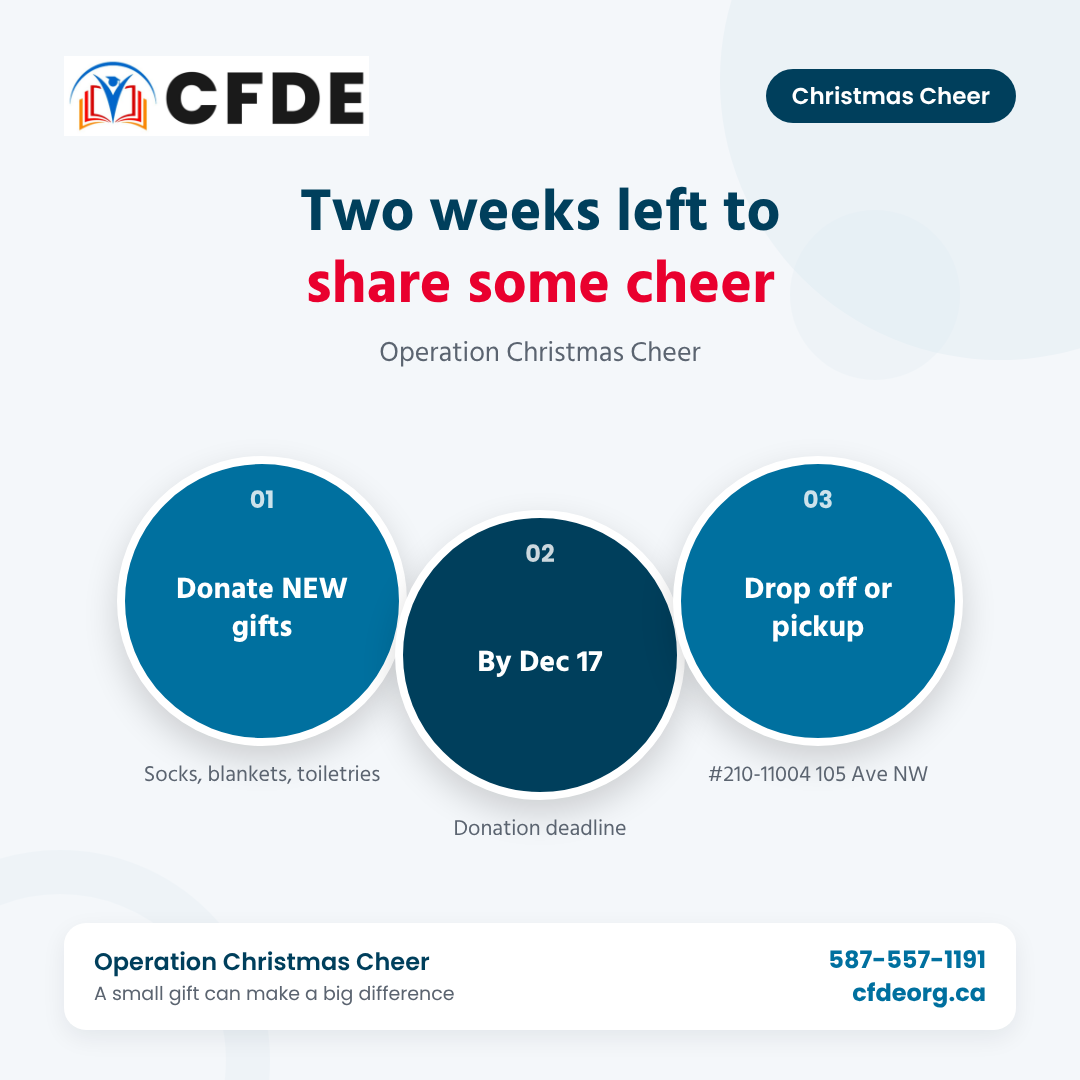 CFDE
Christmas Cheer
Two weeks left to
share some cheer
Operation Christmas Cheer
01
Donate NEW
gifts
Socks, blankets, toiletries
02
By Dec 17
Donation deadline
03
Drop off or
pickup
#210-11004 105 Ave NW
Operation Christmas Cheer
A small gift can make a big difference
587-557-1191
cfdeorg.ca